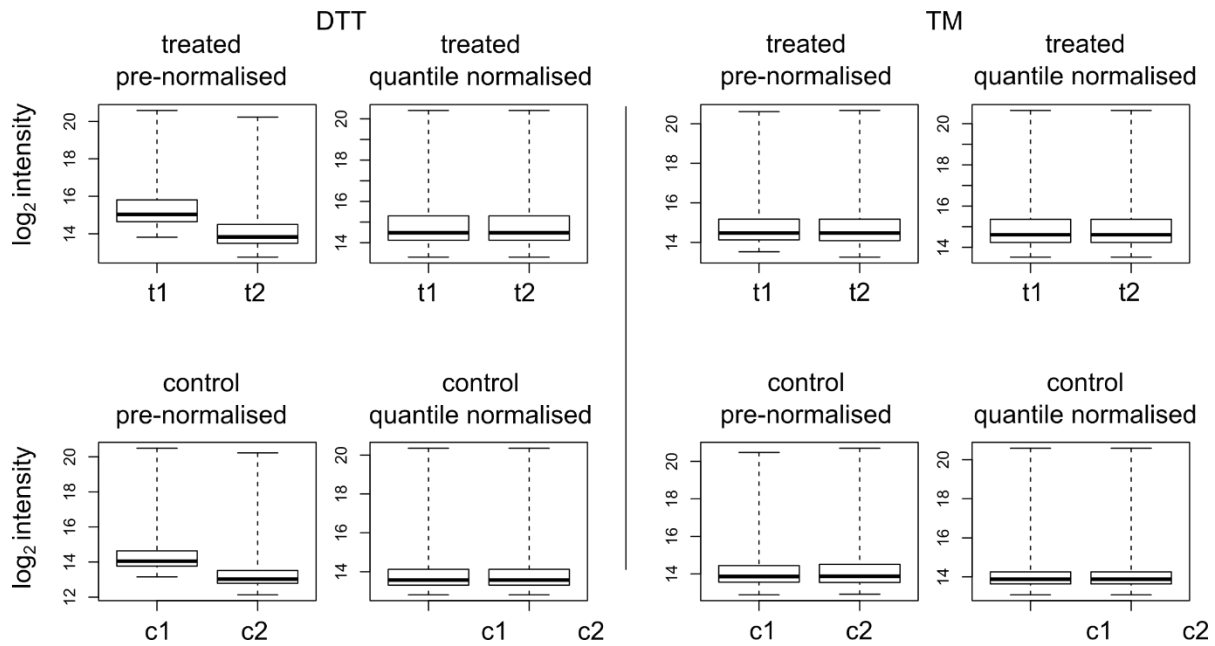 DTT
TM
treated
pre-normalised
treated
quantile normalised
treated
pre-normalised
treated
quantile normalised
log2 intensity
14 16 18 20
t1 t2
14 16 18 20
t1 t2
14 16 18 20
t1 t2
14 16 18 20
t1 t2
control
pre-normalised
control
quantile normalised
control
pre-normalised
control
quantile normalised
log2 intensity
12 14 16 18 20
c1 c2
14 16 18 20
c1 c2
14 16 18 20
c1 c2
14 16 18 20
c1 c2